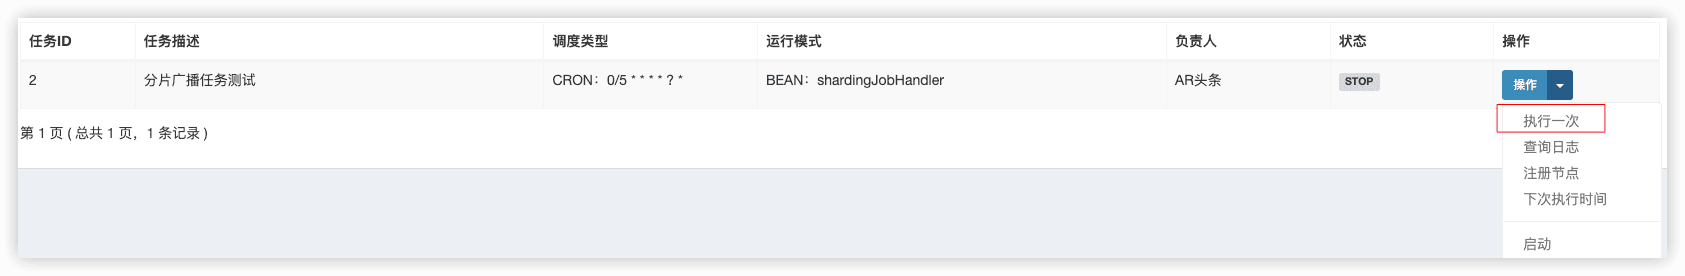 任务ID 任务描述 调度类型 运行模式 负责人 状态 操作
2 分片广播任务测试 CRON：0/5 * * * * ? * BEAN：shardingJobHandler AR头条 STOP 操作
执行一次
第 1 页 ( 总共 1 页，1 条记录 )
查询日志
注册节点
下次执行时间
启动